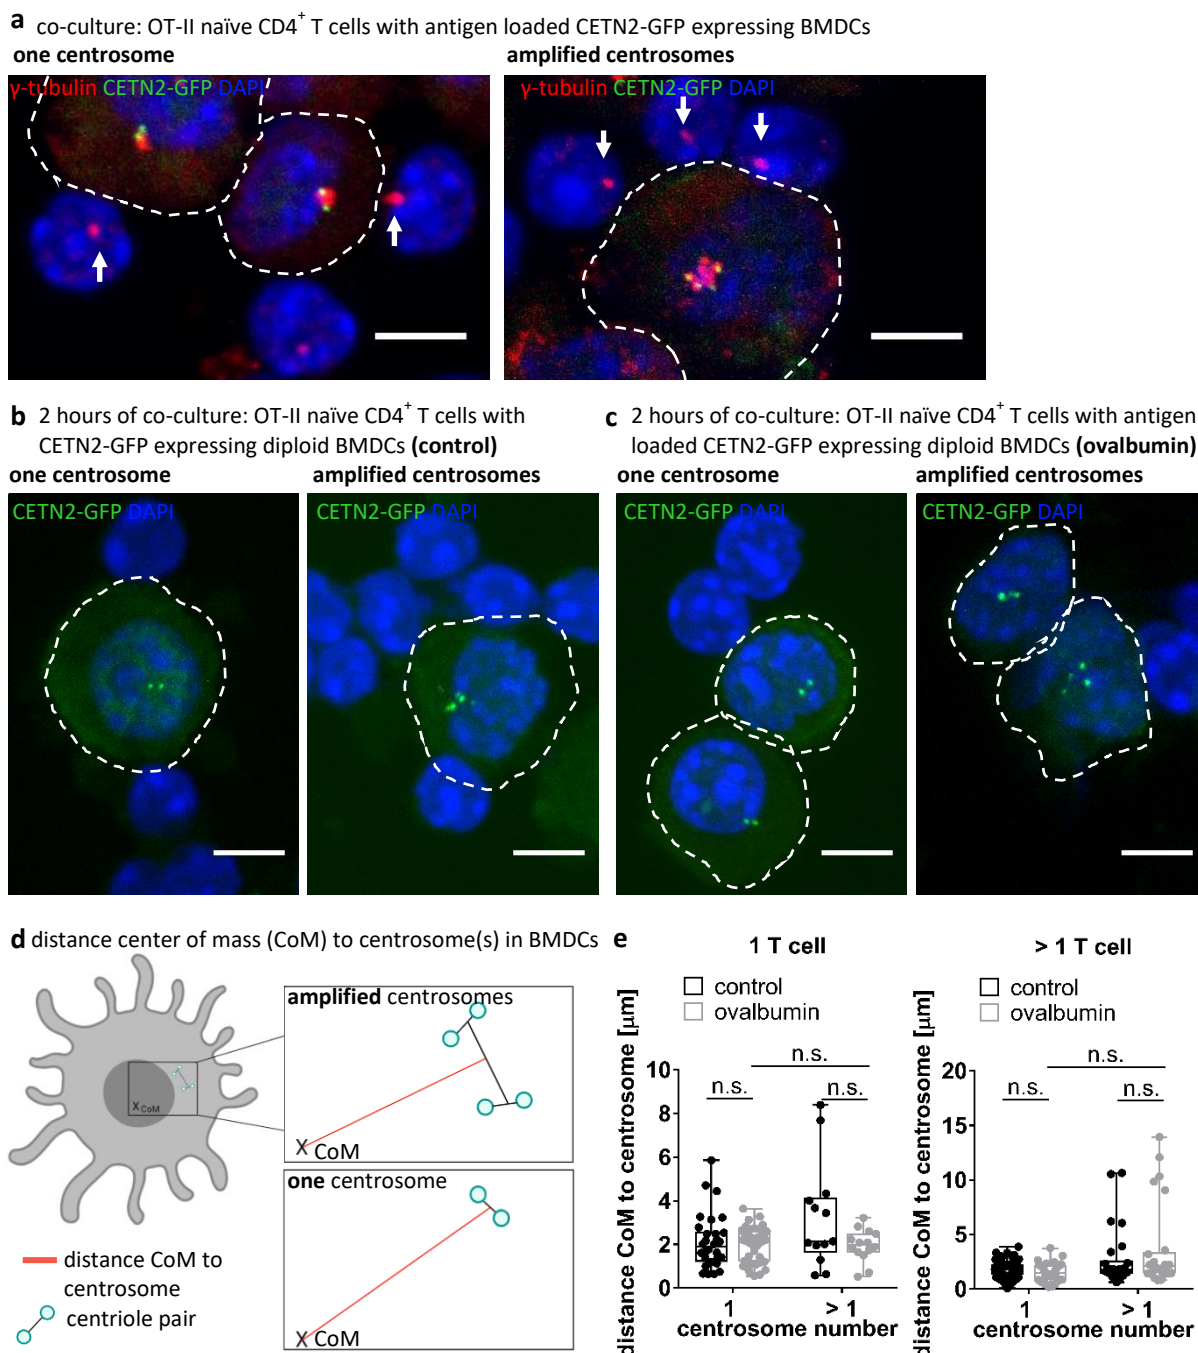 a co-culture: OT-II naïve CD4⁺ T cells with antigen loaded CETN2-GFP expressing BMDCs
one centrosome
amplified centrosomes
γ-tubulin CETN2-GFP DAPI
γ-tubulin CETN2-GFP DAPI
b 2 hours of co-culture: OT-II naïve CD4⁺ T cells with
CETN2-GFP expressing diploid BMDCs (control)
one centrosome
amplified centrosomes
CETN2-GFP DAPI
CETN2-GFP DAPI
c 2 hours of co-culture: OT-II naïve CD4⁺ T cells with antigen
loaded CETN2-GFP expressing diploid BMDCs (ovalbumin)
one centrosome
amplified centrosomes
CETN2-GFP DAPI
CETN2-GFP DAPI
d distance center of mass (CoM) to centrosome(s) in BMDCs
X CoM
amplified centrosomes
X CoM
one centrosome
X CoM
distance CoM to
centrosome
centriole pair
e
1 T cell
control
ovalbumin
distance CoM to centrosome [µm]
10
8
6
4
2
0
n.s.
n.s.
n.s.
1
> 1
centrosome number
> 1 T cell
control
ovalbumin
distance CoM to centrosome [µm]
20
15
10
5
0
n.s.
n.s.
n.s.
1
> 1
centrosome number